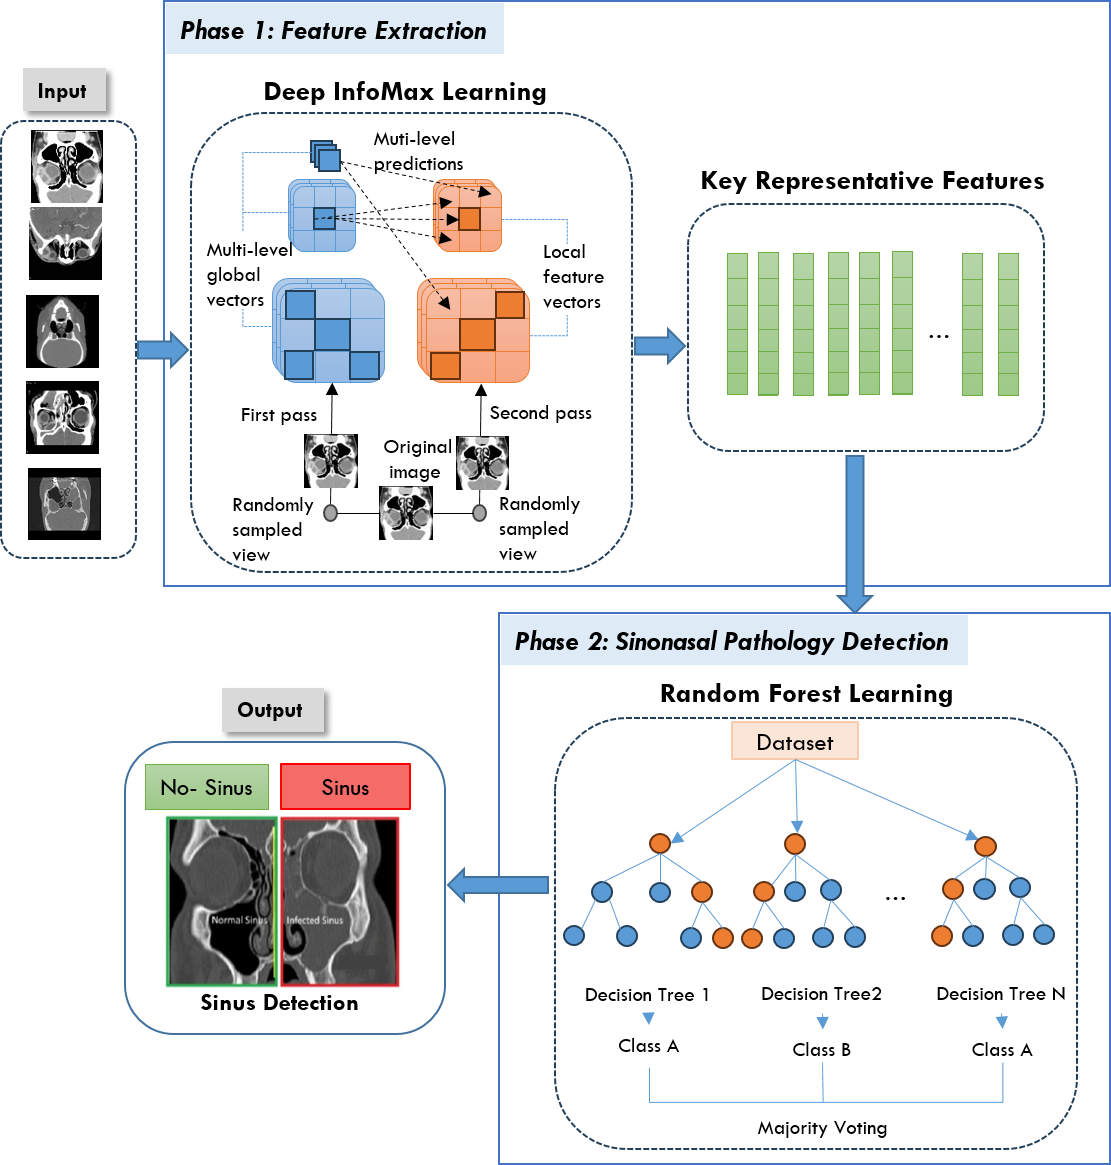 Phase 1: Feature Extraction
Input
Deep InfoMax Learning
Muti-level
predictions
Multi-level
global
vectors
Local
feature
vectors
First pass
Second pass
Original
image
Randomly
sampled
view
Randomly
sampled
view
Key Representative Features
...
Phase 2: Sinonasal Pathology Detection
Random Forest Learning
Dataset
...
Decision Tree 1
Decision Tree2
Decision Tree N
Class A
Class B
Class A
Majority Voting
Output
No- Sinus
Sinus
Normal Sinus
Infected Sinus
Sinus Detection